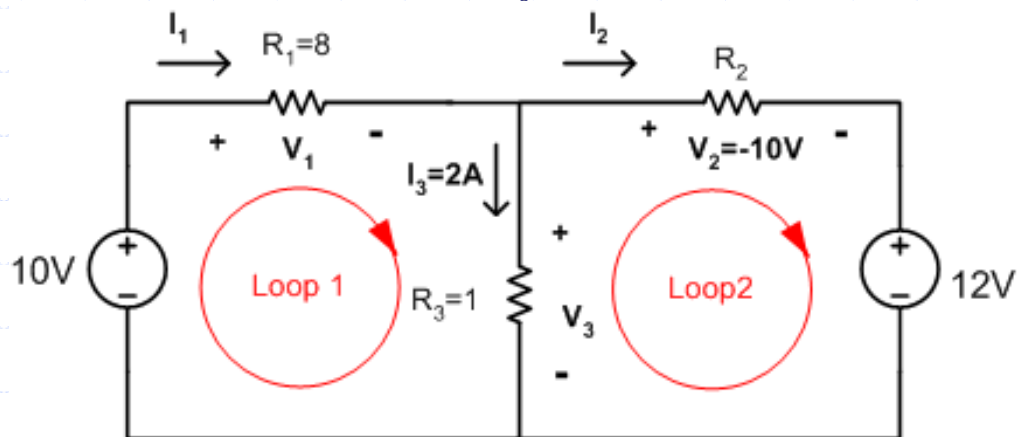 I₁
R₁=8
I₂
R₂
+ V₁ -
+ V₂=-10V -
I₃=2A
10V
+
−
Loop 1
R₃=1
+
V₃
-
Loop2
+
−
12V